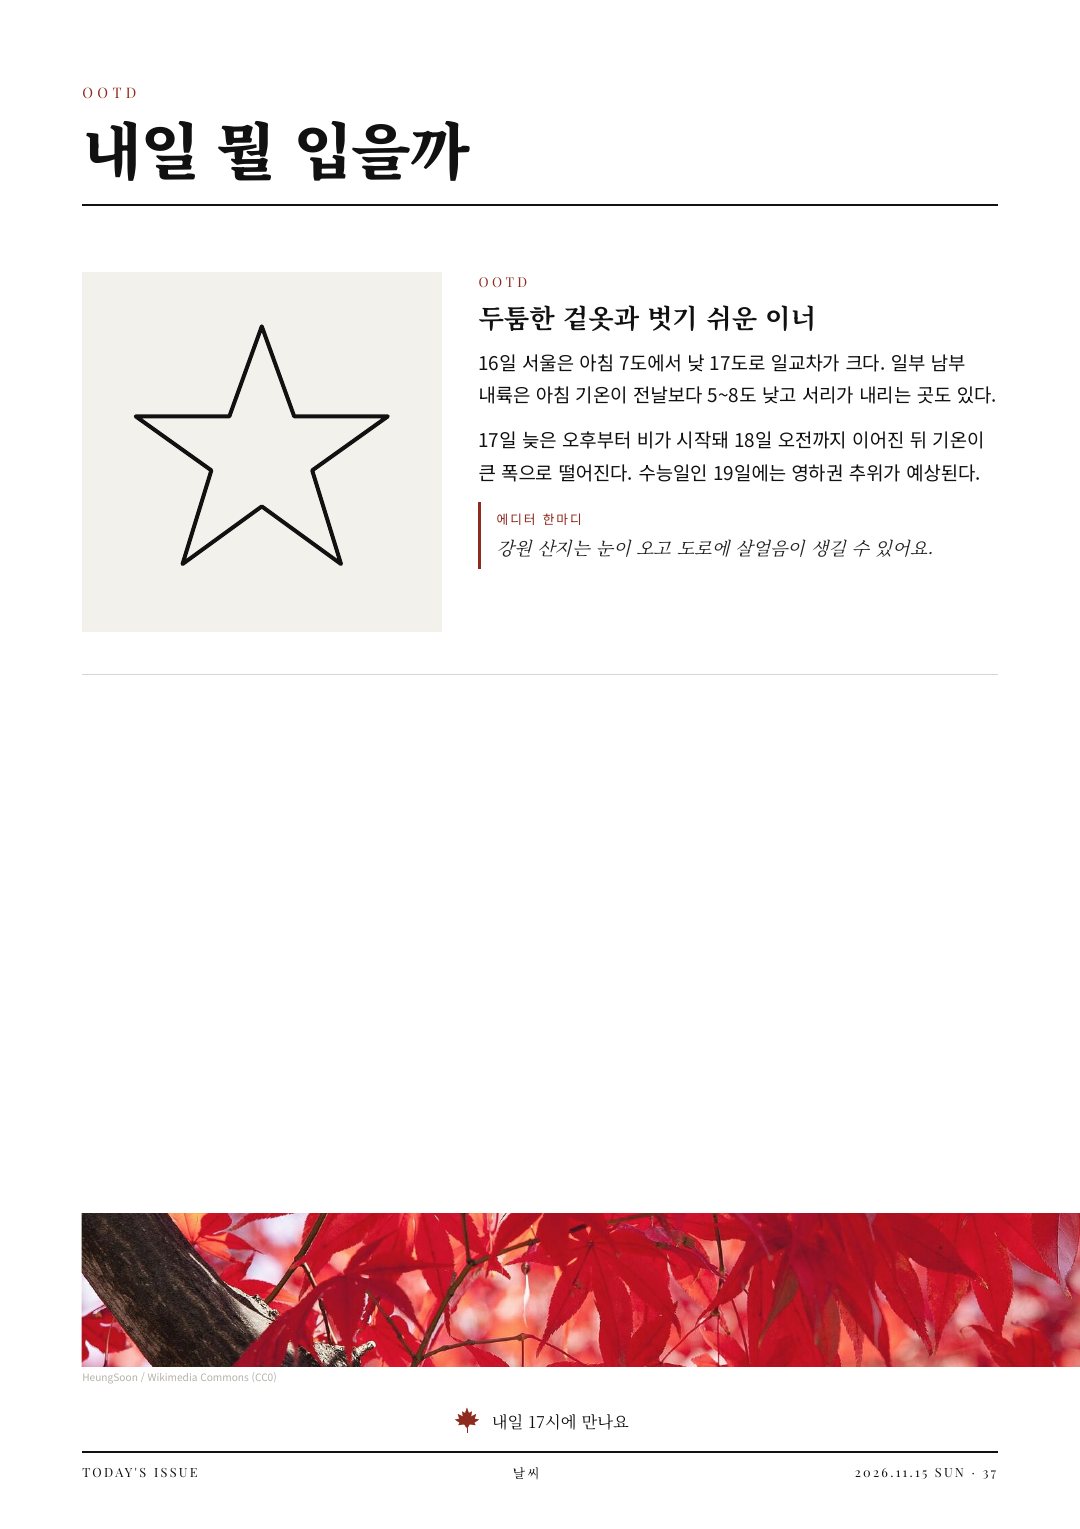 OOTD
내일 뭘 입을까
OOTD
두툼한 겉옷과 벗기 쉬운 이너
16일 서울은 아침 7도에서 낮 17도로 일교차가 크다. 일부 남부
내륙은 아침 기온이 전날보다 5~8도 낮고 서리가 내리는 곳도 있다.
17일 늦은 오후부터 비가 시작돼 18일 오전까지 이어진 뒤 기온이
큰 폭으로 떨어진다. 수능일인 19일에는 영하권 추위가 예상된다.
에디터 한마디
강원 산지는 눈이 오고 도로에 살얼음이 생길 수 있어요.
HeungSoon / Wikimedia Commons (CC0)
내일 17시에 만나요
TODAY'S ISSUE
날씨
2026.11.15 SUN · 37